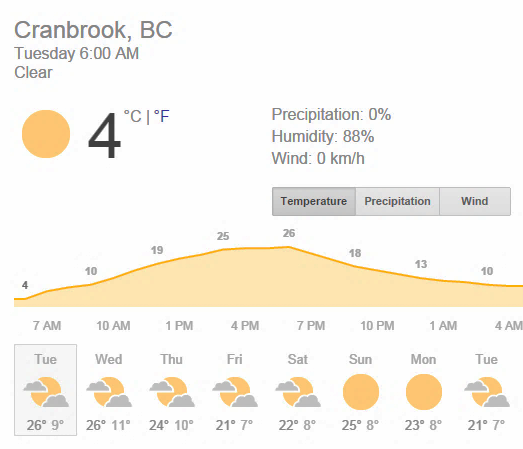 Cranbrook, BC
Tuesday 6:00 AM
Clear
4 °C | °F
Precipitation: 0%
Humidity: 88%
Wind: 0 km/h
Temperature Precipitation Wind
4 10 19 25 26 18 13 10
7 AM 10 AM 1 PM 4 PM 7 PM 10 PM 1 AM 4 AM
Tue Wed Thu Fri Sat Sun Mon Tue
26° 9° 26° 11° 24° 10° 21° 7° 22° 8° 25° 8° 23° 8° 21° 7°